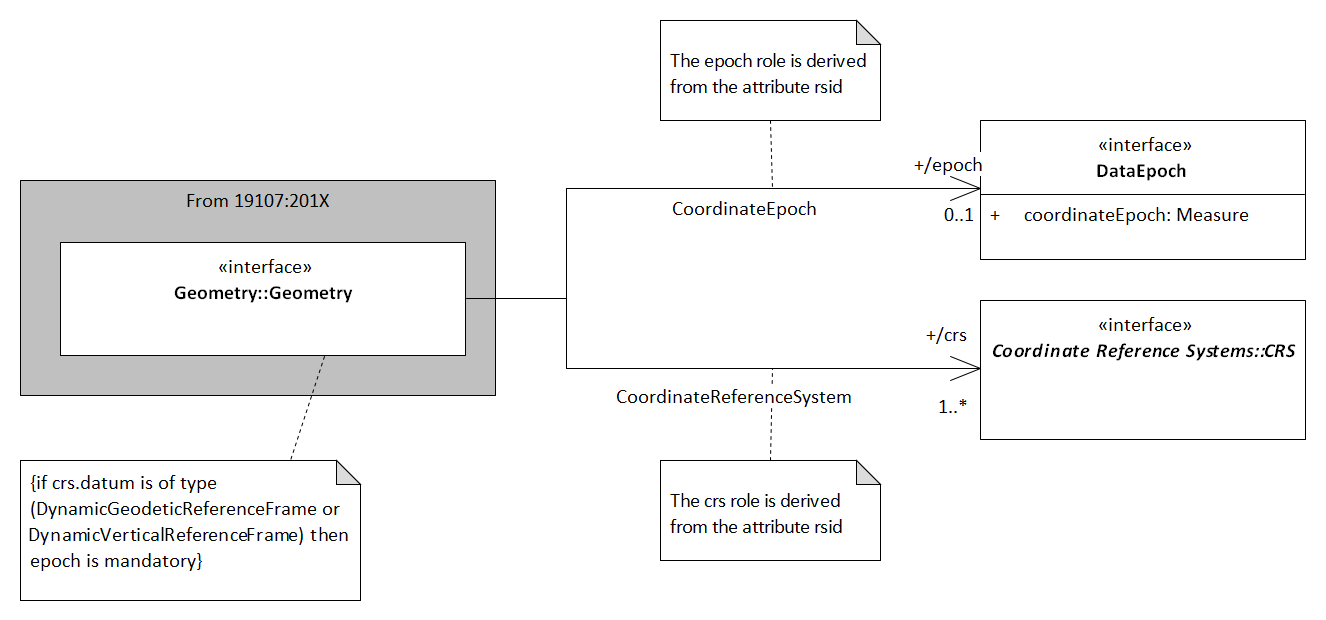 The epoch role is derived
from the attribute rsid
From 19107:201X
«interface»
Geometry::Geometry
+/epoch
CoordinateEpoch
0..1
«interface»
DataEpoch
+ coordinateEpoch: Measure
+/crs
CoordinateReferenceSystem
1..*
«interface»
Coordinate Reference Systems::CRS
{if crs.datum is of type
(DynamicGeodeticReferenceFrame or
DynamicVerticalReferenceFrame) then
epoch is mandatory}
The crs role is derived
from the attribute rsid